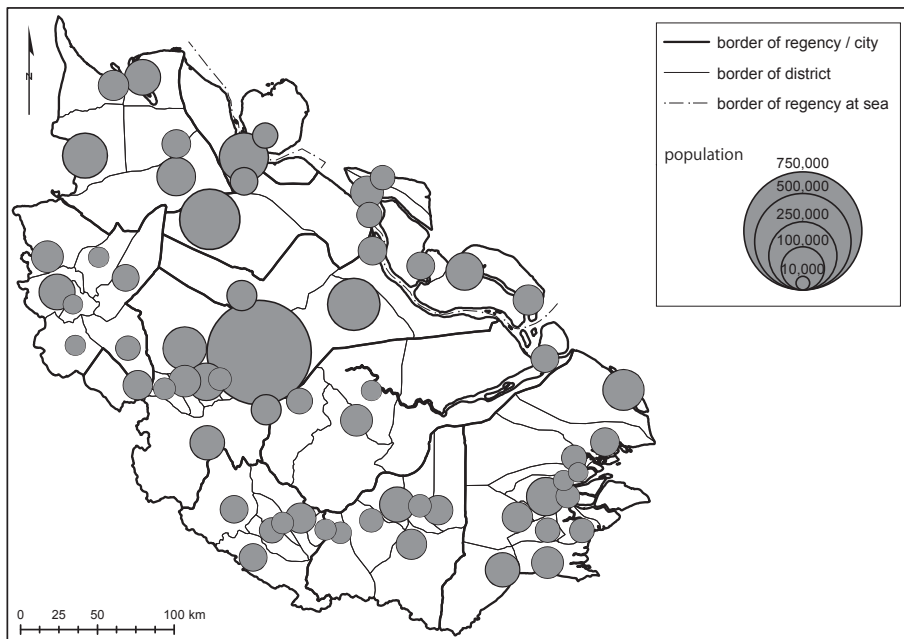 N
border of regency / city
border of district
border of regency at sea
population
750,000
500,000
250,000
100,000
10,000
0 25 50 100 km